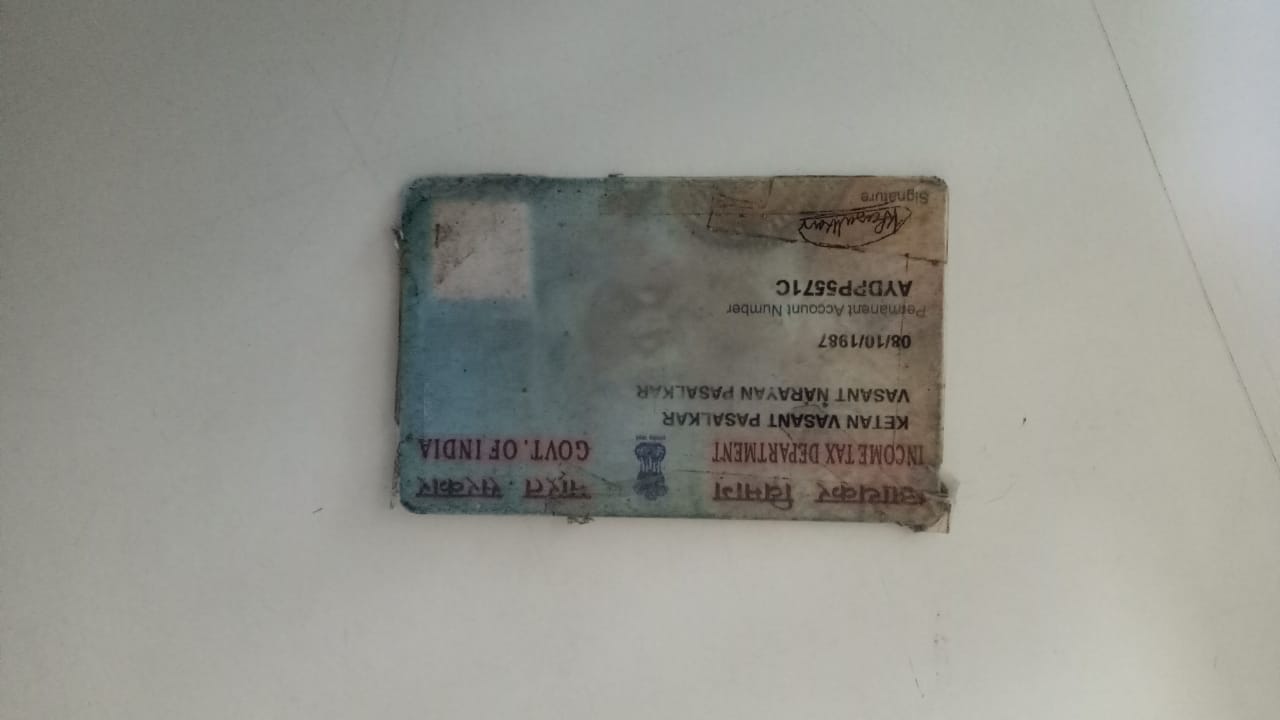 आयकर विभाग
INCOME TAX DEPARTMENT
भारत सरकार
GOVT. OF INDIA
KETAN VASANT PASALKAR
VASANT NARAYAN PASALKAR
08/10/1987
Permanent Account Number
AYDPP5571C
Signature